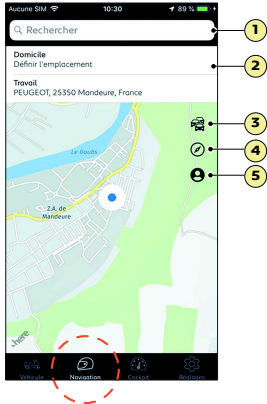 Aucune SIM 10:30 89 %
Rechercher
1
Domicile
Définir l'emplacement
2
Travail
PEUGEOT, 25350 Mandeure, France
3
Le Doubs
4
5
Z.A. de
Mandeure
here
Véhicule Navigation Cockpit Réglages